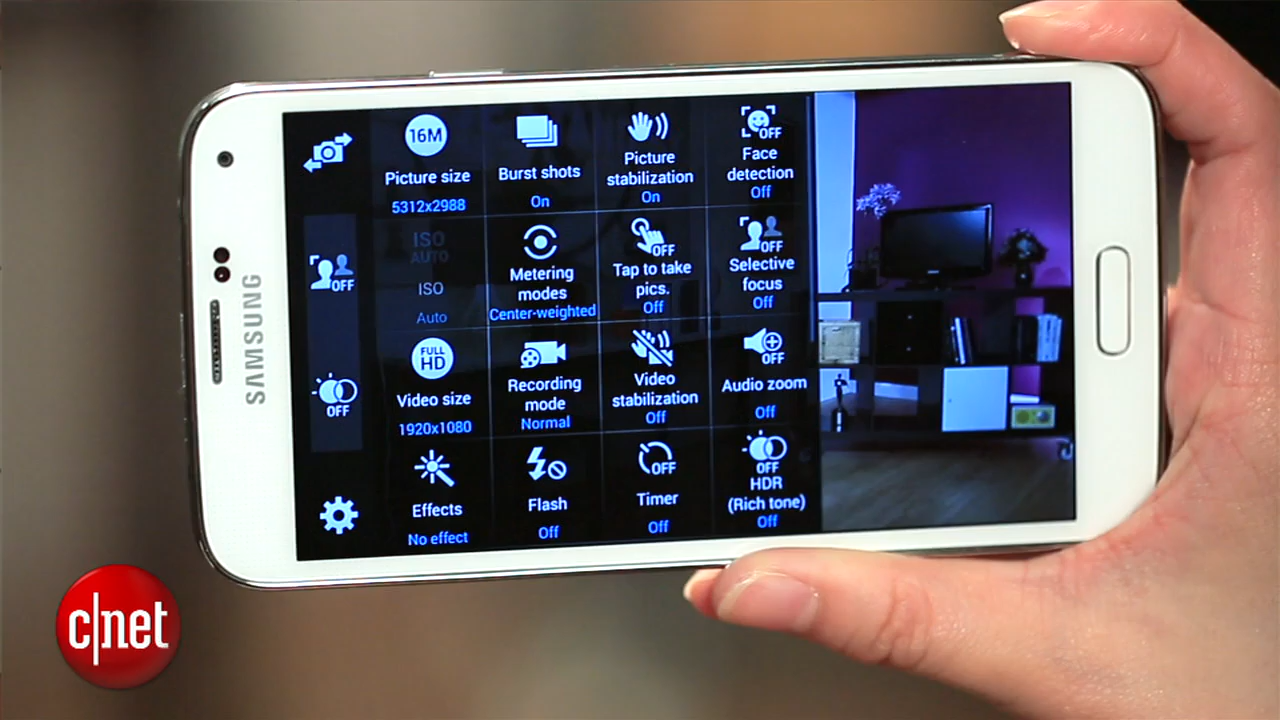 16M
Picture size
5312x2988
Burst shots
On
Picture
stabilization
On
OFF
Face
detection
Off
ISO
AUTO
ISO
Auto
Metering
modes
Center-weighted
OFF
Tap to take
pics.
Off
OFF
Selective
focus
Off
FULL
HD
Video size
1920x1080
Recording
mode
Normal
Video
stabilization
Off
OFF
Audio zoom
Off
Effects
No effect
Flash
Off
OFF
Timer
Off
OFF
HDR
(Rich tone)
Off
OFF
OFF
SAMSUNG
c|net